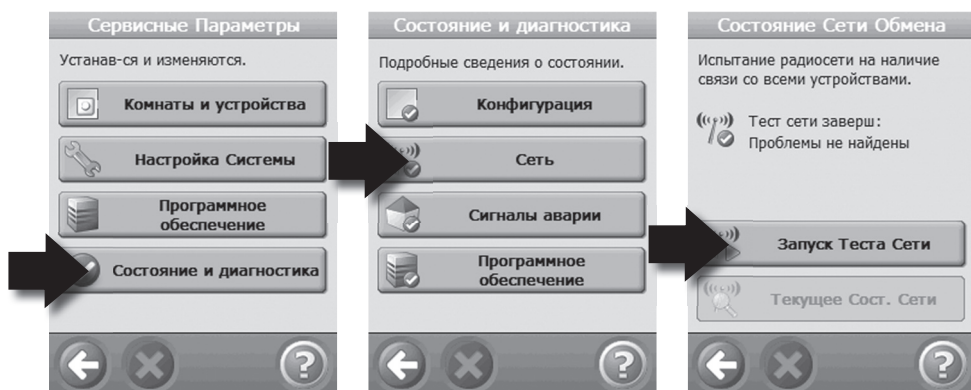 Сервисные Параметры
Устанав-ся и изменяются.
Комнаты и устройства
Настройка Системы
Программное
обеспечение
Состояние и диагностика
Состояние и диагностика
Подробные сведения о состоянии.
Конфигурация
Сеть
Сигналы аварии
Программное
обеспечение
Состояние Сети Обмена
Испытание радиосети на наличие
связи со всеми устройствами.
Тест сети заверш:
Проблемы не найдены
Запуск Теста Сети
Текущее Сост. Сети